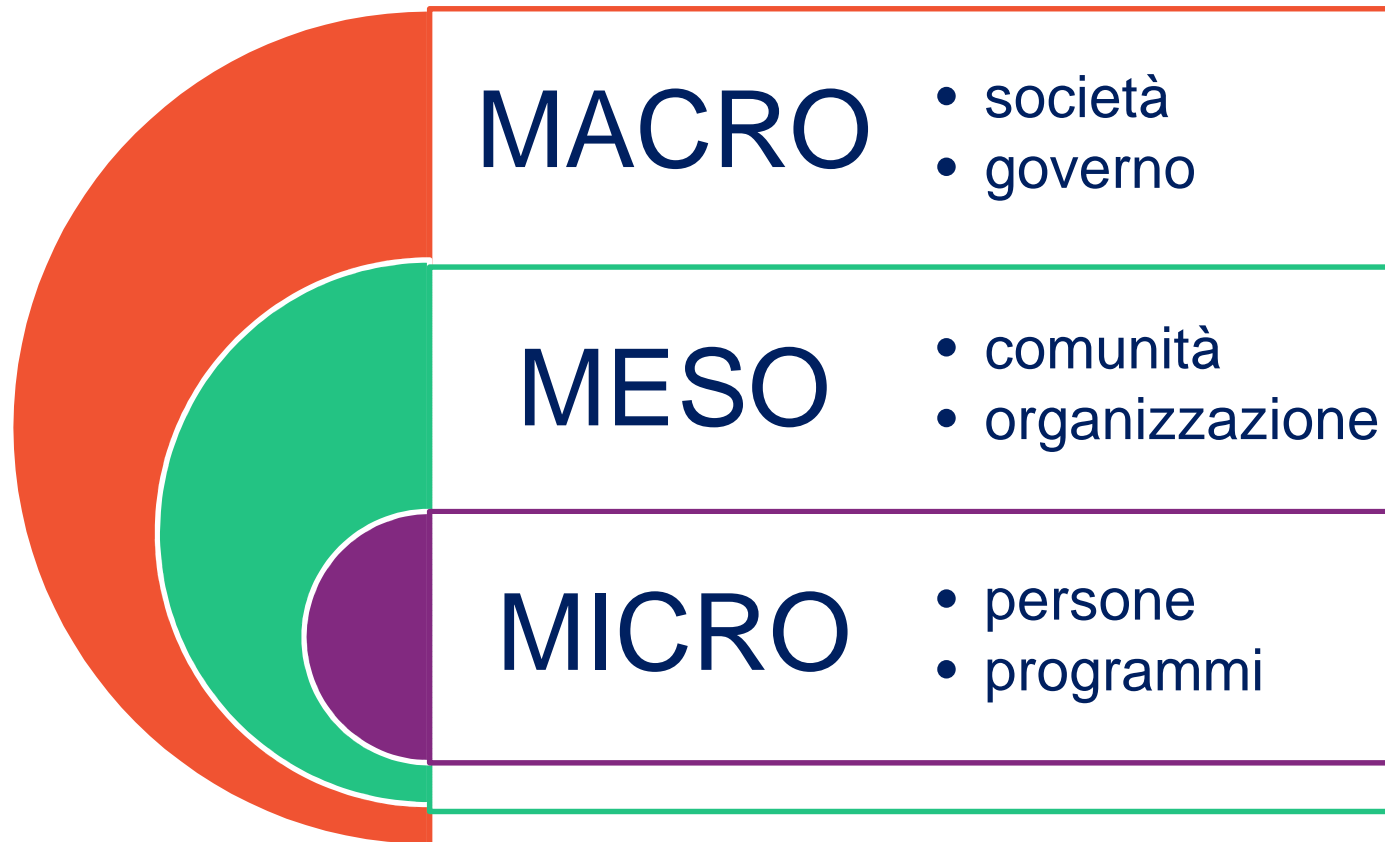 MACRO
• società
• governo
MESO
• comunità
• organizzazione
MICRO
• persone
• programmi